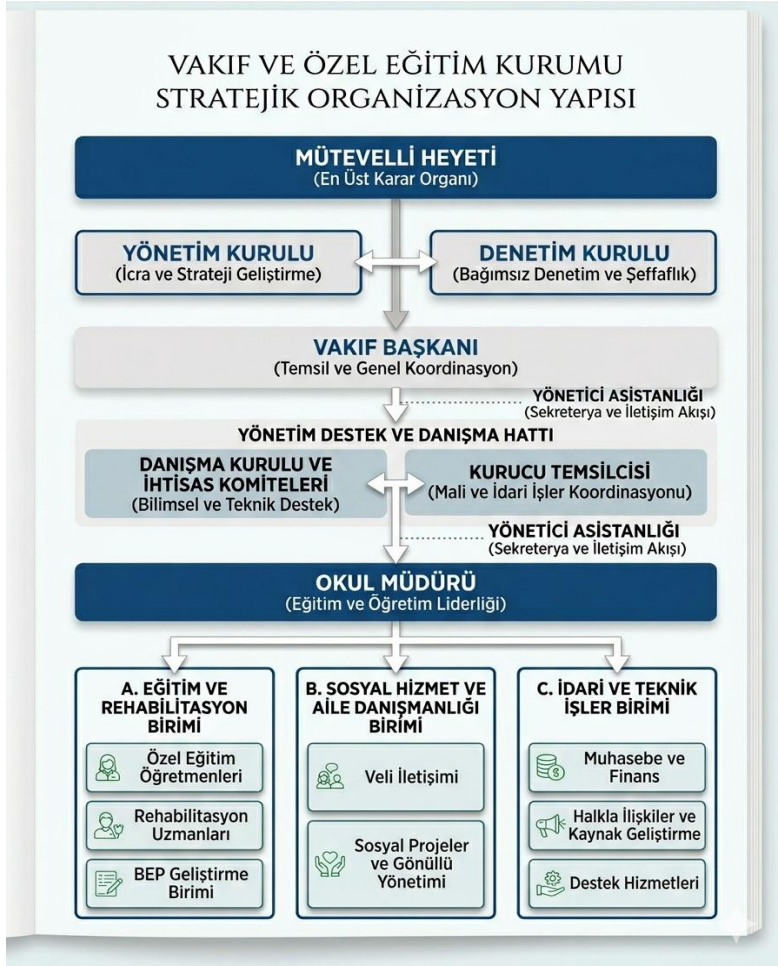 VAKIF VE ÖZEL EĞİTİM KURUMU
STRATEJİK ORGANİZASYON YAPISI
MÜTEVELLİ HEYETİ
(En Üst Karar Organı)
YÖNETİM KURULU
(İcra ve Strateji Geliştirme)
DENETİM KURULU
(Bağımsız Denetim ve Şeffaflık)
VAKIF BAŞKANI
(Temsil ve Genel Koordinasyon)
YÖNETİCİ ASİSTANLIĞI
(Sekreterya ve İletişim Akışı)
YÖNETİM DESTEK VE DANIŞMA HATTI
DANIŞMA KURULU VE
İHTİSAS KOMİTELERİ
(Bilimsel ve Teknik Destek)
KURUCU TEMSİLCİSİ
(Mali ve İdari İşler Koordinasyonu)
YÖNETİCİ ASİSTANLIĞI
(Sekreterya ve İletişim Akışı)
OKUL MÜDÜRÜ
(Eğitim ve Öğretim Liderliği)
A. EĞİTİM VE
REHABİLİTASYON
BİRİMİ
Özel Eğitim
Öğretmenleri
Rehabilitasyon
Uzmanları
BEP Geliştirme
Birimi
B. SOSYAL HİZMET VE
AİLE DANIŞMANLIĞI
BİRİMİ
Veli İletişimi
Sosyal Projeler
ve Gönüllü
Yönetimi
C. İDARİ VE TEKNİK
İŞLER BİRİMİ
Muhasebe ve
Finans
Halkla İlişkiler ve
Kaynak Geliştirme
Destek Hizmetleri